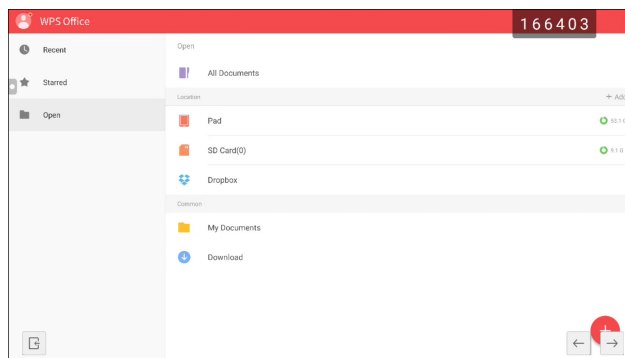 WPS Office
166403
Recent
Starred
Open
Open
All Documents
Location
+ Add
Pad
SD Card(0)
Dropbox
Common
My Documents
Download